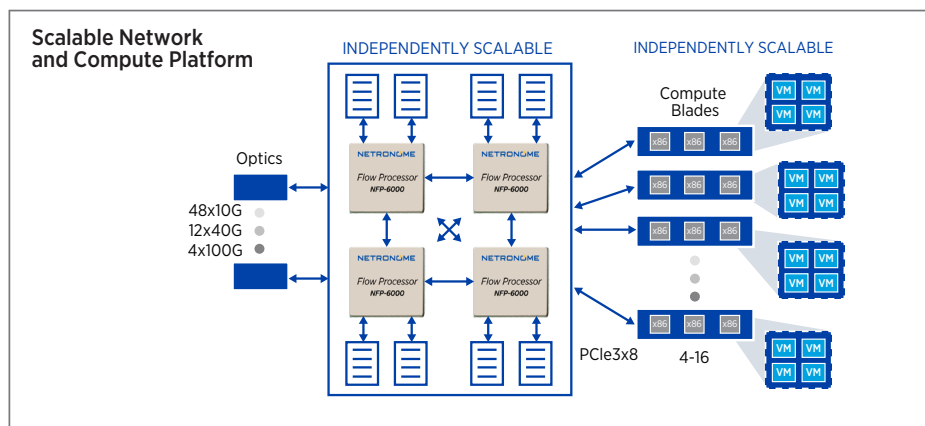 Scalable Network
and Compute Platform
INDEPENDENTLY SCALABLE
INDEPENDENTLY SCALABLE
Optics
48x10G
12x40G
4x100G
NETRONOME
Flow Processor
NFP-6000
NETRONOME
Flow Processor
NFP-6000
NETRONOME
Flow Processor
NFP-6000
NETRONOME
Flow Processor
NFP-6000
Compute
Blades
x86 x86 x86
x86 x86 x86
x86 x86 x86
x86 x86 x86
PCIe3x8
4-16
VM VM
VM VM
VM VM
VM VM
VM VM
VM VM
VM VM
VM VM